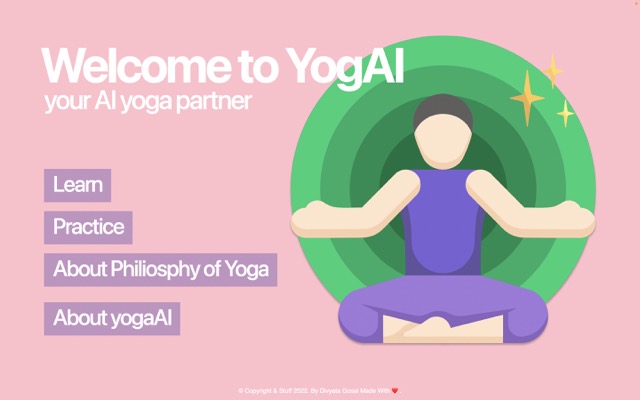 Welcome to YogAI
your AI yoga partner
Learn
Practice
About Philiosphy of Yoga
About yogaAI
© Copyright & Stuff 2022. By Divyata Gosai Made With ❤️